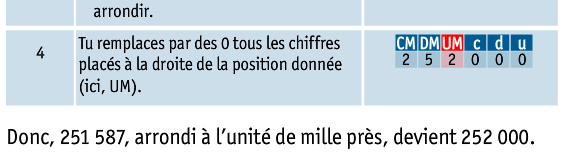 arrondir.
4 Tu remplaces par des 0 tous les chiffres CM DM UM c d u
placés à la droite de la position donnée 2 5 2 0 0 0
(ici, UM).
Donc, 251 587, arrondi à l'unité de mille près, devient 252 000.